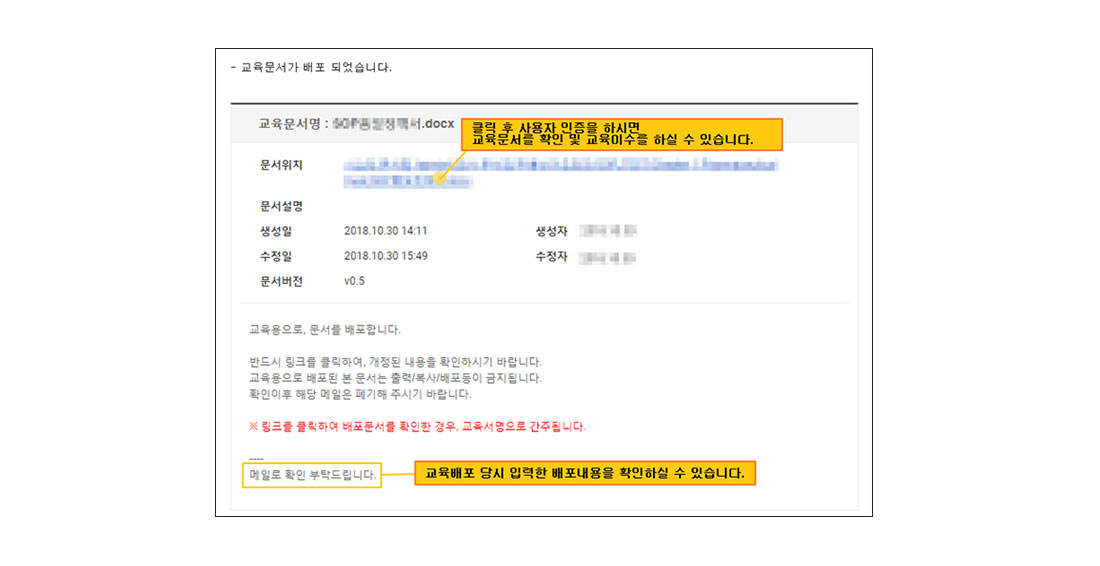 - 교육문서가 배포 되었습니다.
교육문서명 : .docx
클릭 후 사용자 인증을 하시면
교육문서를 확인 및 교육이수를 하실 수 있습니다.
문서위치
문서설명
생성일 2018.10.30 14:11 생성자
수정일 2018.10.30 15:49 수정자
문서버전 v0.5
교육용으로, 문서를 배포합니다.
반드시 링크를 클릭하여, 개정된 내용을 확인하시기 바랍니다.
교육용으로 배포된 본 문서는 출력/복사/배포등이 금지됩니다.
확인이후 해당 메일은 폐기해 주시기 바랍니다.
※ 링크를 클릭하여 배포문서를 확인한 경우, 교육서명으로 간주됩니다.
----
메일로 확인 부탁드립니다.
교육배포 당시 입력한 배포내용을 확인하실 수 있습니다.